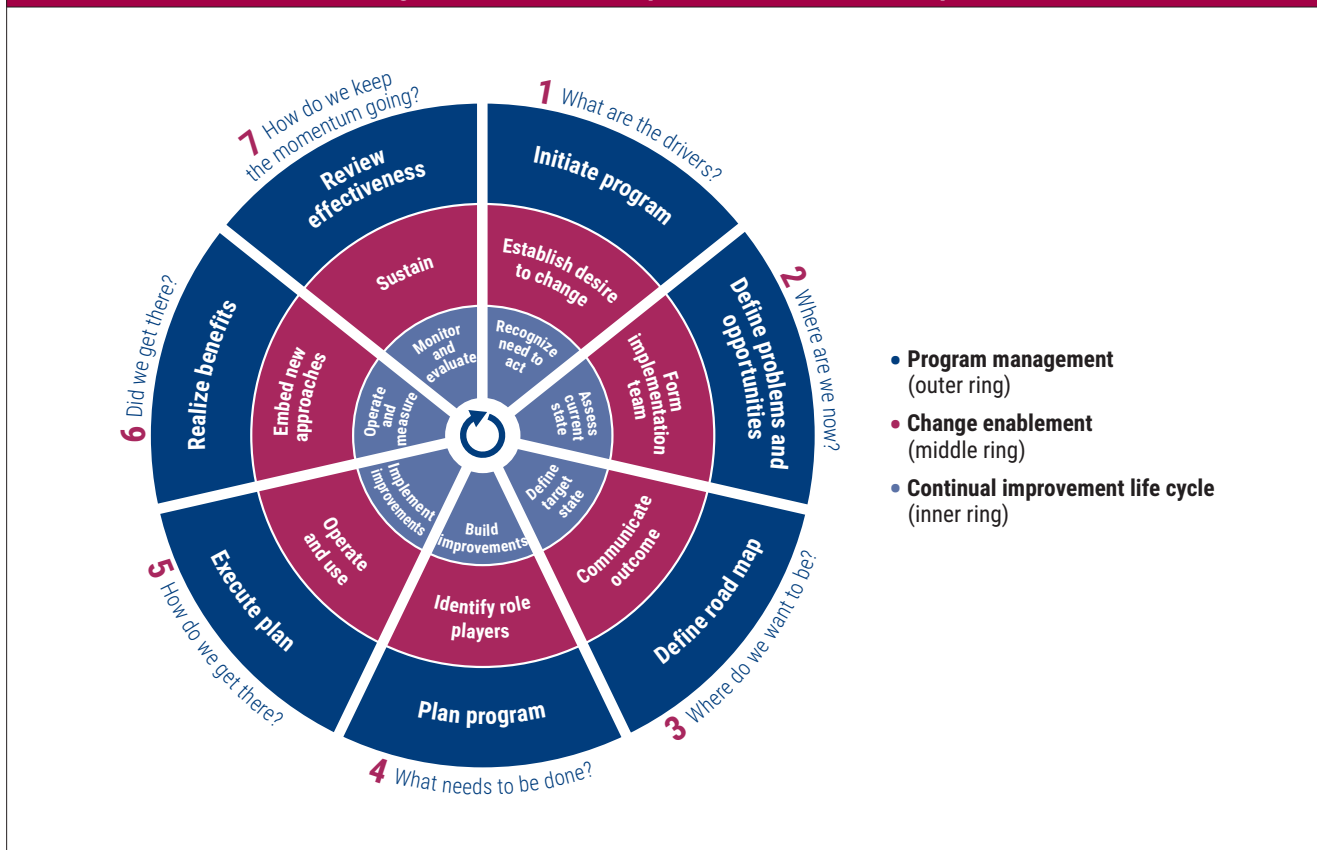 1 What are the drivers?
Initiate program
Establish desire
to change
Recognize
need to
act
2 Where are we now?
Define problems and
opportunities
Form
implementation
team
Assess
current
state
3 Where do we want to be?
Define road map
Communicate
outcome
Define
target
state
4 What needs to be done?
Plan program
Identify role
players
Build
improvements
5 How do we get there?
Execute plan
Operate
and use
Implement
improvements
6 Did we get there?
Realize benefits
Embed new
approaches
Operate
and
measure
7 How do we keep
the momentum going?
Review
effectiveness
Sustain
Monitor
and
evaluate
• Program management
(outer ring)
• Change enablement
(middle ring)
• Continual improvement life cycle
(inner ring)